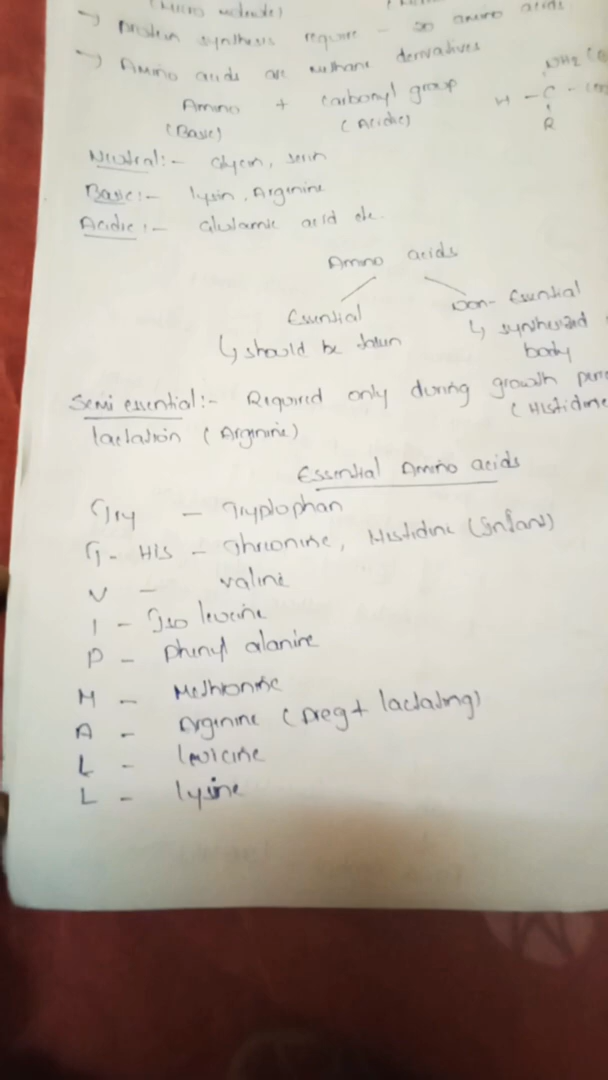 (Micro molecule)
→ protein synthesis require - 20 amino acids.
→ Amino acids are methane derivatives
Amino + carbonyl group
(Basic) (Acidic)
NH2
H - C -
R
Neutral:- Glycin, serin
Basic:- lysin, Arginine
Acidic:- Glutamic acid etc.
Amino acids
Essential Non-Essential
↳ should be taken ↳ synthesized
body
Semi essential:- Required only during growth
lactation (Arginine) (Histidine
Essential Amino acids
Try - Tryptophan
T- His - Threonine, Histidine (Infant)
V - valine
I - Iso leucine
P - phenyl alanine
M - Methionine
A - Arginine (preg + lactating)
L - leucine
L - lysine